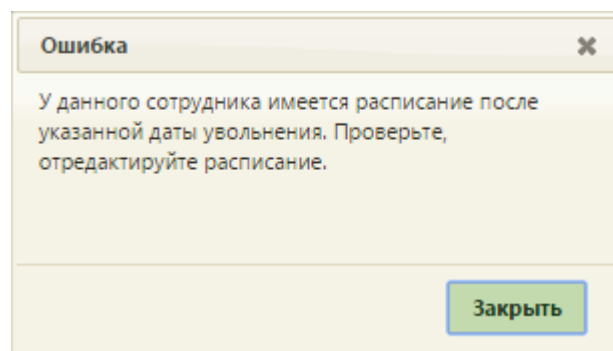 Ошибка
У данного сотрудника имеется расписание после
указанной даты увольнения. Проверьте,
отредактируйте расписание.
Закрыть